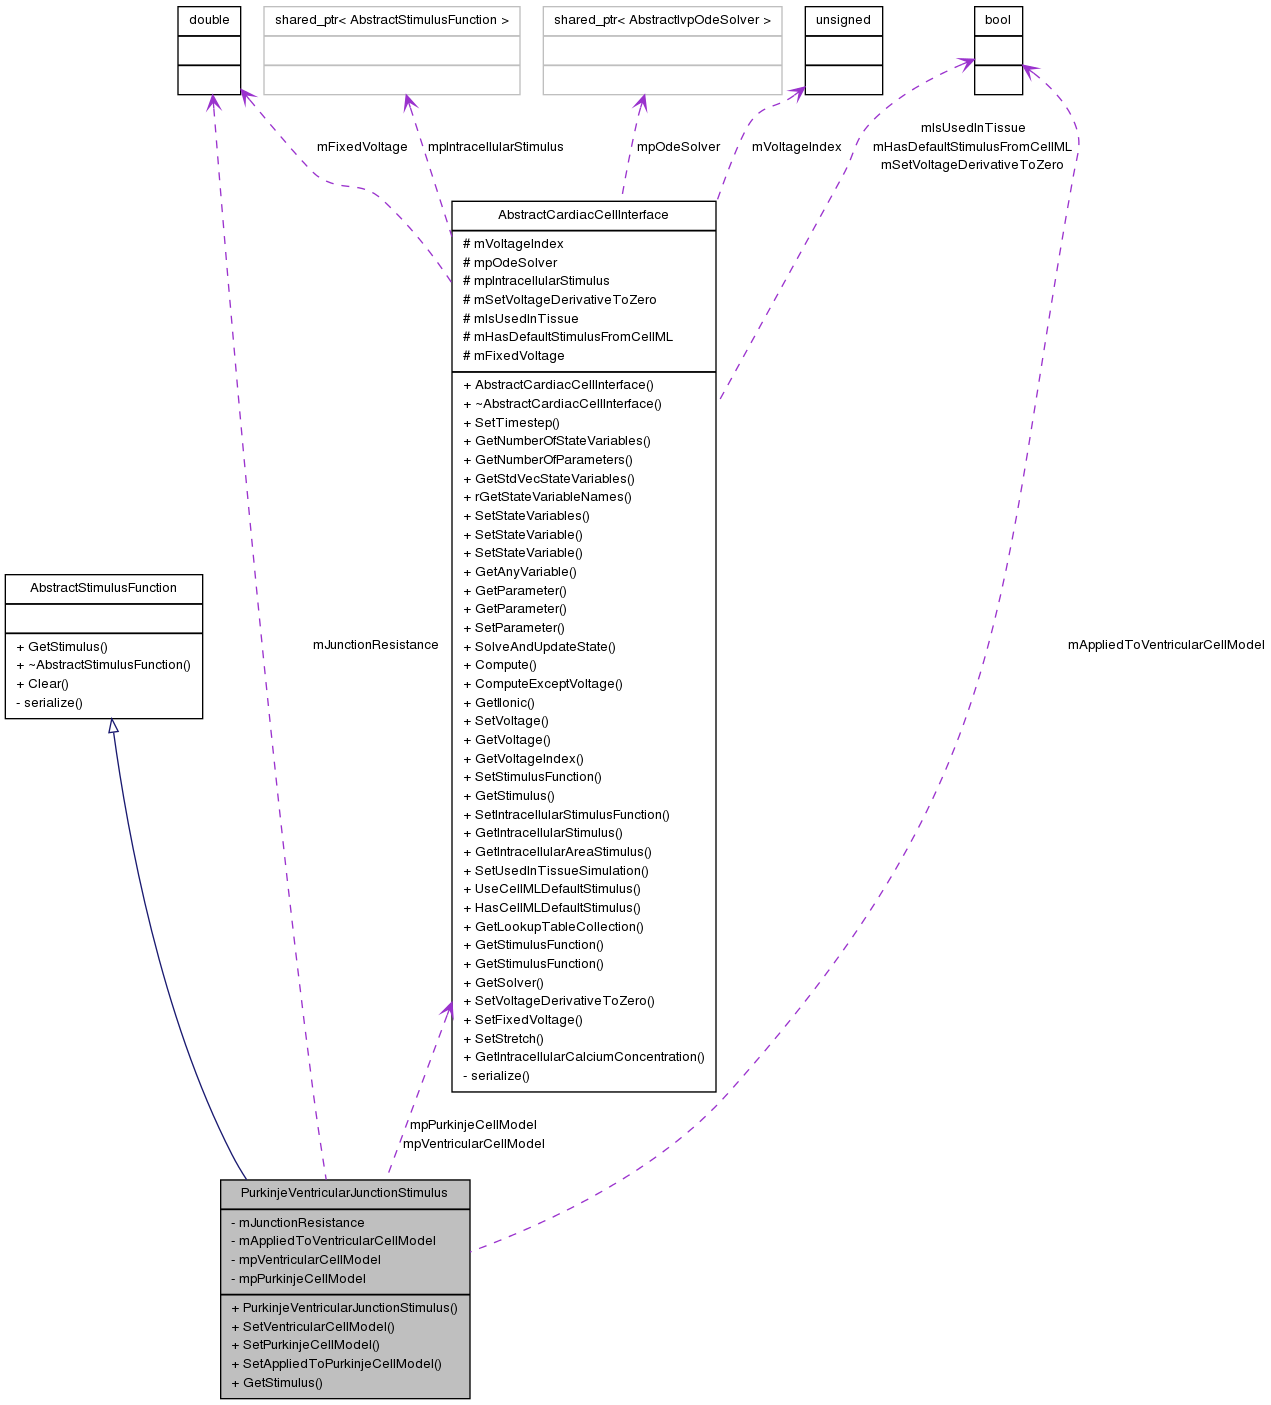 double
shared_ptr< AbstractStimulusFunction >
shared_ptr< AbstractIvpOdeSolver >
unsigned
bool
mFixedVoltage
mpIntracellularStimulus
mpOdeSolver
mVoltageIndex
mIsUsedInTissue
mHasDefaultStimulusFromCellML
mSetVoltageDerivativeToZero
AbstractCardiacCellInterface
# mVoltageIndex
# mpOdeSolver
# mpIntracellularStimulus
# mSetVoltageDerivativeToZero
# mIsUsedInTissue
# mHasDefaultStimulusFromCellML
# mFixedVoltage
+ AbstractCardiacCellInterface()
+ ~AbstractCardiacCellInterface()
+ SetTimestep()
+ GetNumberOfStateVariables()
+ GetNumberOfParameters()
+ GetStdVecStateVariables()
+ rGetStateVariableNames()
+ SetStateVariables()
+ SetStateVariable()
+ SetStateVariable()
+ GetAnyVariable()
+ GetParameter()
+ GetParameter()
+ SetParameter()
+ SolveAndUpdateState()
+ Compute()
+ ComputeExceptVoltage()
+ GetIIonic()
+ SetVoltage()
+ GetVoltage()
+ GetVoltageIndex()
+ SetStimulusFunction()
+ GetStimulus()
+ SetIntracellularStimulusFunction()
+ GetIntracellularStimulus()
+ GetIntracellularAreaStimulus()
+ SetUsedInTissueSimulation()
+ UseCellMLDefaultStimulus()
+ HasCellMLDefaultStimulus()
+ GetLookupTableCollection()
+ GetStimulusFunction()
+ GetStimulusFunction()
+ GetSolver()
+ SetVoltageDerivativeToZero()
+ SetFixedVoltage()
+ SetStretch()
+ GetIntracellularCalciumConcentration()
- serialize()
AbstractStimulusFunction
+ GetStimulus()
+ ~AbstractStimulusFunction()
+ Clear()
- serialize()
mJunctionResistance
mAppliedToVentricularCellModel
mpPurkinjeCellModel
mpVentricularCellModel
PurkinjeVentricularJunctionStimulus
- mJunctionResistance
- mAppliedToVentricularCellModel
- mpVentricularCellModel
- mpPurkinjeCellModel
+ PurkinjeVentricularJunctionStimulus()
+ SetVentricularCellModel()
+ SetPurkinjeCellModel()
+ SetAppliedToPurkinjeCellModel()
+ GetStimulus()